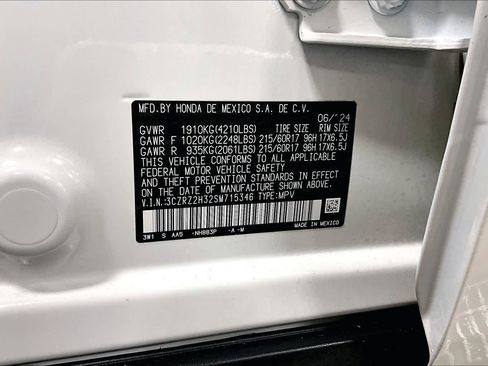 MFD.BY HONDA DE MEXICO S.A. DE C.V.
06/'24
GVWR 1910KG(4210LBS) TIRE SIZE RIM SIZE
GAWR F 1020KG(2248LBS) 215/60R17 96H 17X6.5J
GAWR R 935KG(2061LBS) 215/60R17 96H 17X6.5J
THIS VEHICLE CONFORMS TO ALL APPLICABLE
FEDERAL MOTOR VEHICLE SAFETY AND
THEFT PREVENTION STANDARDS IN EFFECT
ON THE DATE OF MANUFACTURE SHOWN ABOVE.
V.I.N.:3CZRZ2H32SM715346 TYPE:MPV
3W1 S AA5 -NH883P -A -M MADE IN MEXICO